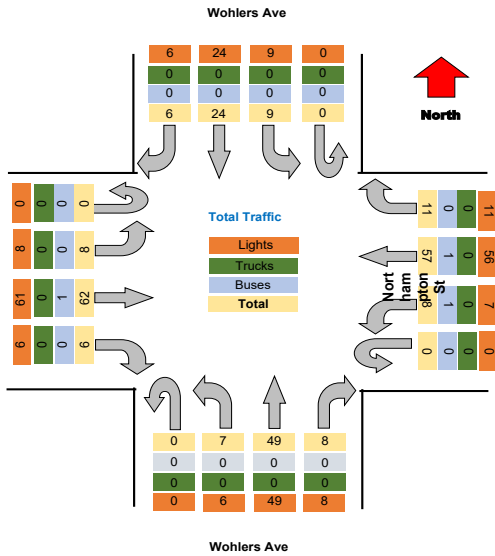 Wohlers Ave
6 24 9 0
0 0 0 0
0 0 0 0
6 24 9 0
North
0 0 0 0
8 0 0 8
61 0 1 62
6 0 0 6
Total Traffic
Lights
Trucks
Buses
Total
11 0 0 11
57 1 0 56
8 1 0 7
0 0 0 0
Nort
ham
pton
St
0 7 49 8
0 0 0 0
0 0 0 0
0 6 49 8
Wohlers Ave